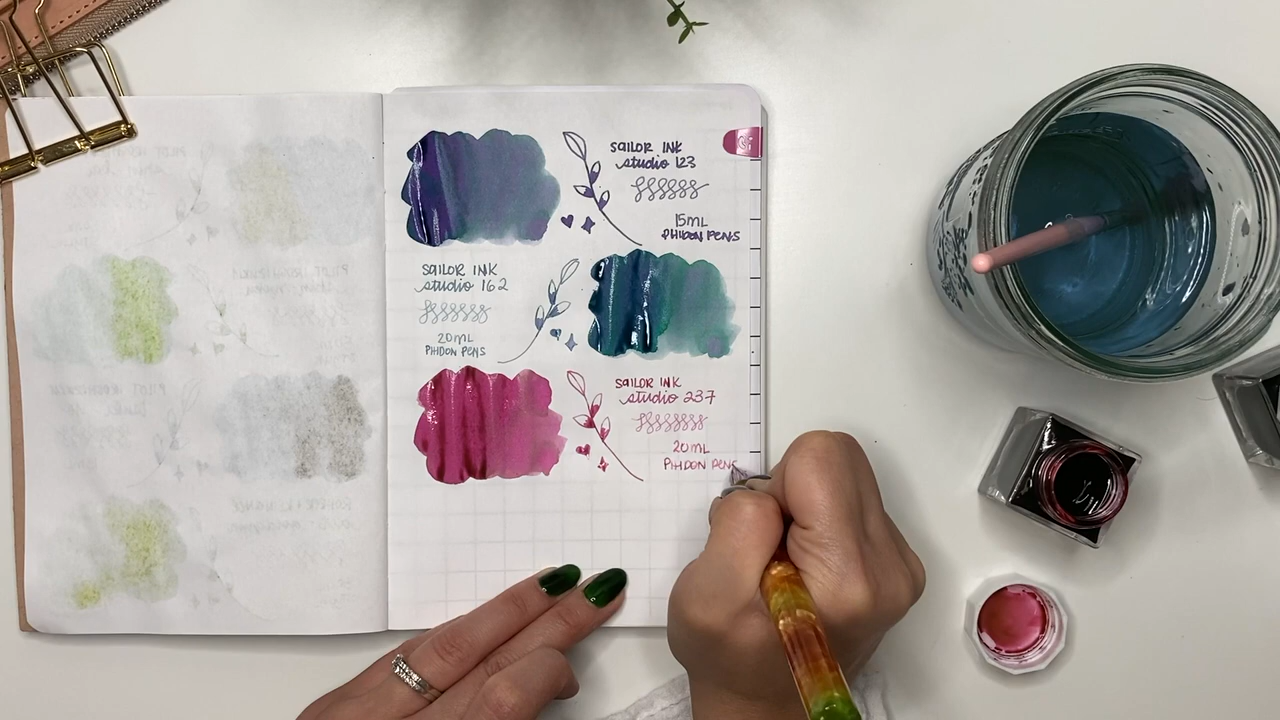 SAILOR INK
studio 123
15ML
PHIDON PENS
SAILOR INK
studio 162
20ML
PHIDON PENS
SAILOR INK
studio 237
20ML
PHIDON PENS